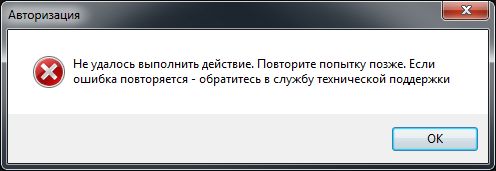 Авторизация
Не удалось выполнить действие. Повторите попытку позже. Если
ошибка повторяется - обратитесь в службу технической поддержки
OK